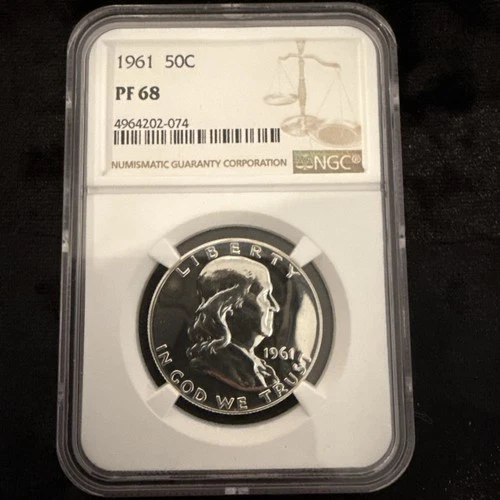 1961 50C
PF 68
4964202-074
NUMISMATIC GUARANTY CORPORATION
NGC®
LIBERTY
1961
IN GOD WE TRUST